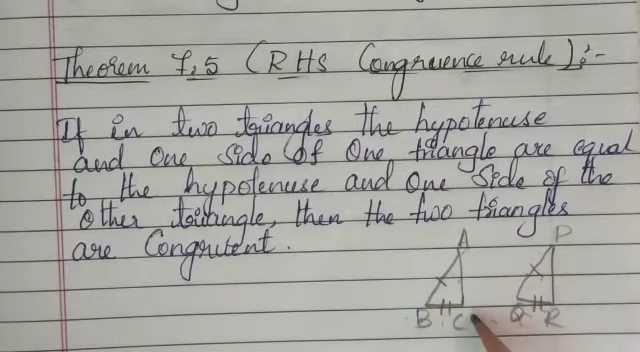 Theorem 7.5 (RHS Congruence rule):-
If in two triangles the hypotenuse
and One Side of One triangle are equal
to the hypotenuse and One Side of the
Other triangle, then the two triangles
are Congrutent.
A P
B C Q R